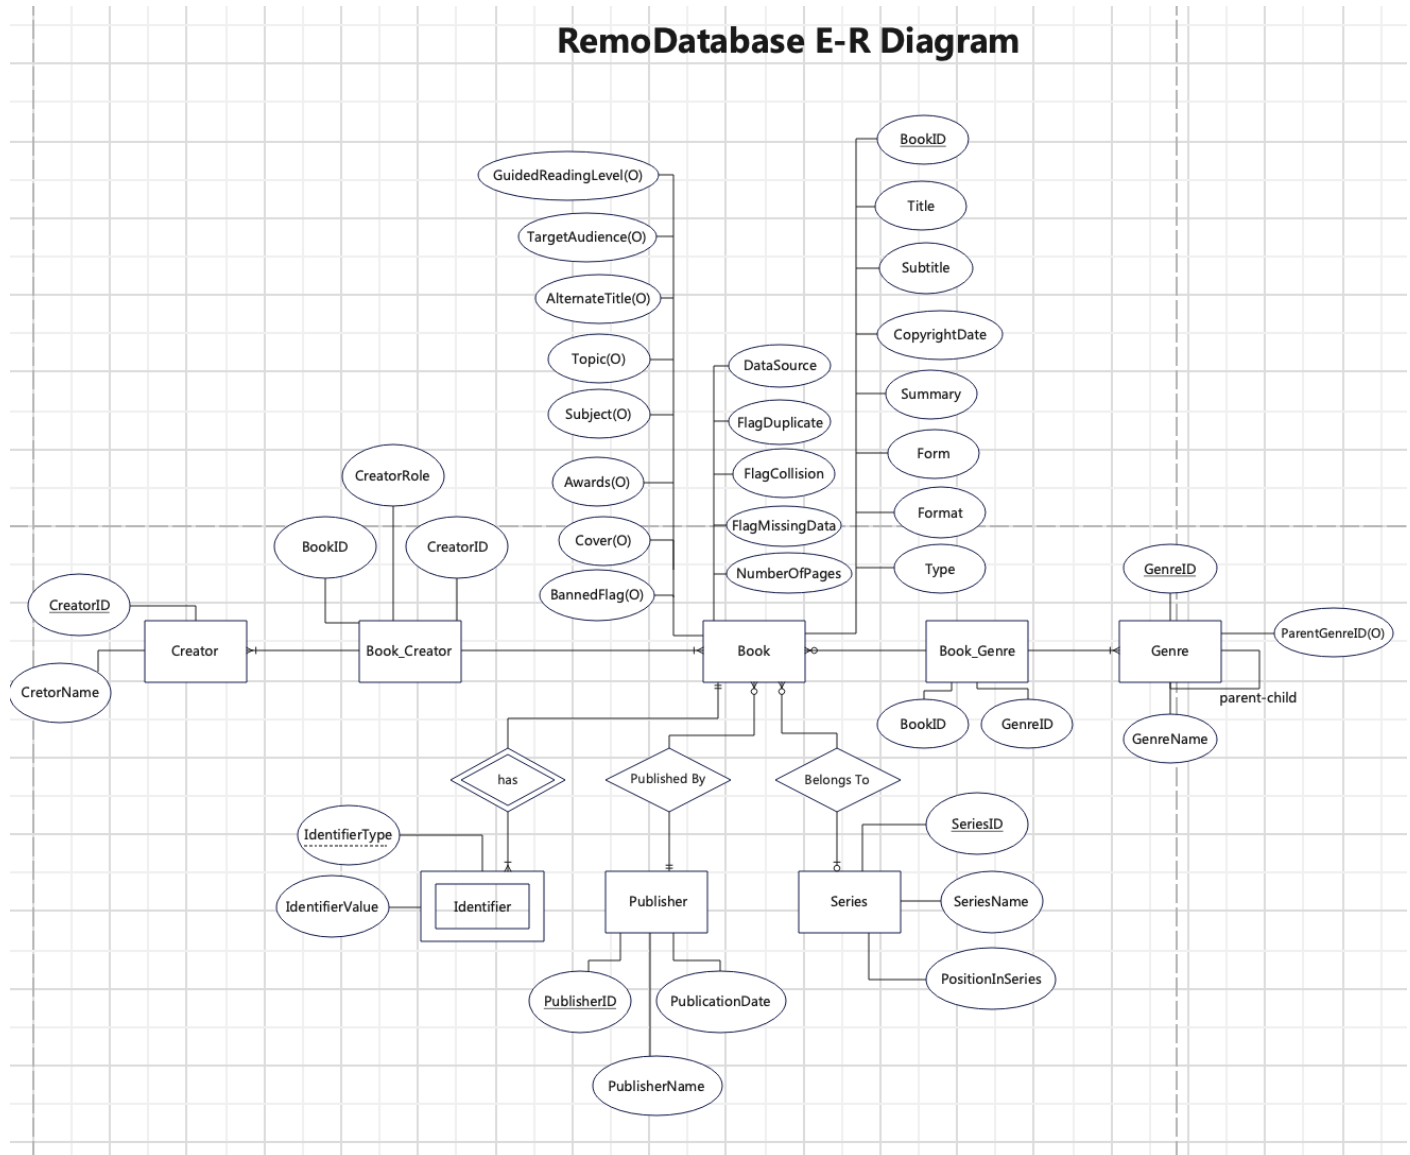 RemoDatabase E-R Diagram
BookID
GuidedReadingLevel(O)
Title
TargetAudience(O)
Subtitle
AlternateTitle(O)
CopyrightDate
Topic(O)
DataSource
Summary
Subject(O)
FlagDuplicate
Form
CreatorRole
FlagCollision
Awards(O)
Format
FlagMissingData
Cover(O)
BookID
CreatorID
Type
GenreID
NumberOfPages
BannedFlag(O)
CreatorID
ParentGenreID(O)
Creator
Book_Creator
Book
Book_Genre
Genre
CretorName
parent-child
BookID
GenreID
GenreName
has
Published By
Belongs To
SeriesID
IdentifierType
IdentifierValue
Identifier
Publisher
Series
SeriesName
PositionInSeries
PublisherID
PublicationDate
PublisherName